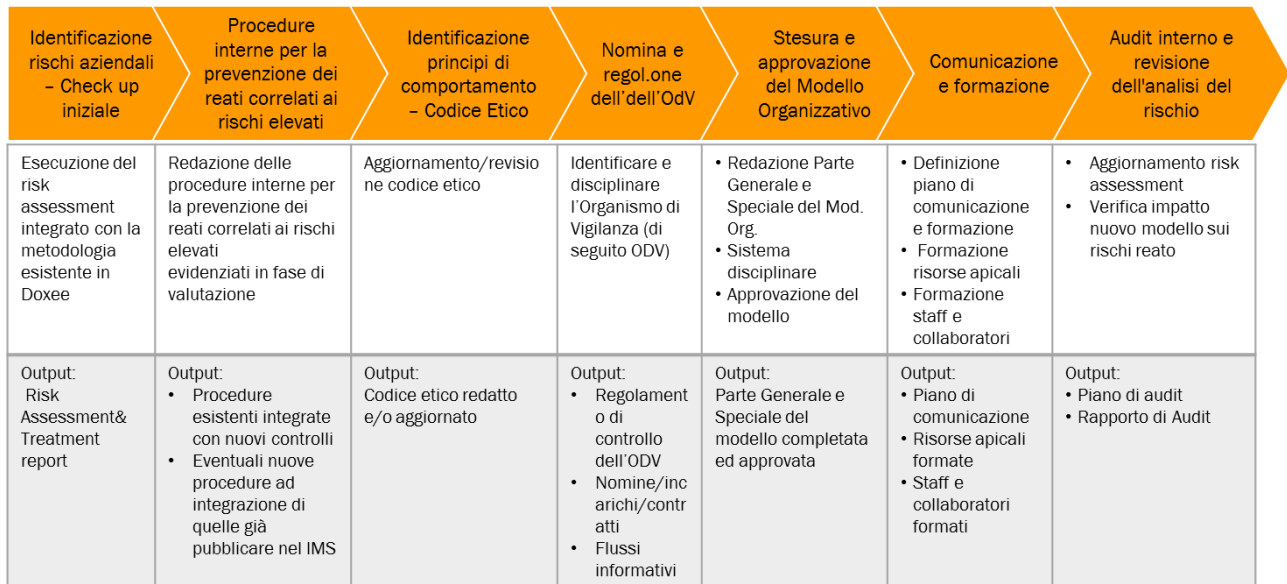 Identificazione
rischi aziendali
– Check up
iniziale
Procedure
interne per la
prevenzione dei
reati correlati ai
rischi elevati
Identificazione
principi di
comportamento
– Codice Etico
Nomina e
regol.one
dell'dell'OdV
Stesura e
approvazione
del Modello
Organizzativo
Comunicazione
e formazione
Audit interno e
revisione
dell'analisi del
rischio
Esecuzione del
risk
assessment
integrato con la
metodologia
esistente in
Doxee
Redazione delle
procedure interne per
la prevenzione dei
reati correlati ai rischi
elevati
evidenziati in fase di
valutazione
Aggiornamento/revisio
ne codice etico
Identificare e
disciplinare
l'Organismo di
Vigilanza (di
seguito ODV)
• Redazione Parte
Generale e
Speciale del Mod.
Org.
• Sistema
disciplinare
• Approvazione del
modello
• Definizione
piano di
comunicazione
e formazione
• Formazione
risorse apicali
• Formazione
staff e
collaboratori
• Aggiornamento risk
assessment
• Verifica impatto
nuovo modello sui
rischi reato
Output:
Risk
Assessment&
Treatment
report
Output:
• Procedure
esistenti integrate
con nuovi controlli
• Eventuali nuove
procedure ad
integrazione di
quelle già
pubblicare nel IMS
Output:
Codice etico redatto
e/o aggiornato
Output:
• Regolament
o di
controllo
dell'ODV
• Nomine/inc
arichi/contr
atti
• Flussi
informativi
Output:
Parte Generale e
Speciale del
modello completata
ed approvata
Output:
• Piano di
comunicazione
• Risorse apicali
formate
• Staff e
collaboratori
formati
Output:
• Piano di audit
• Rapporto di Audit